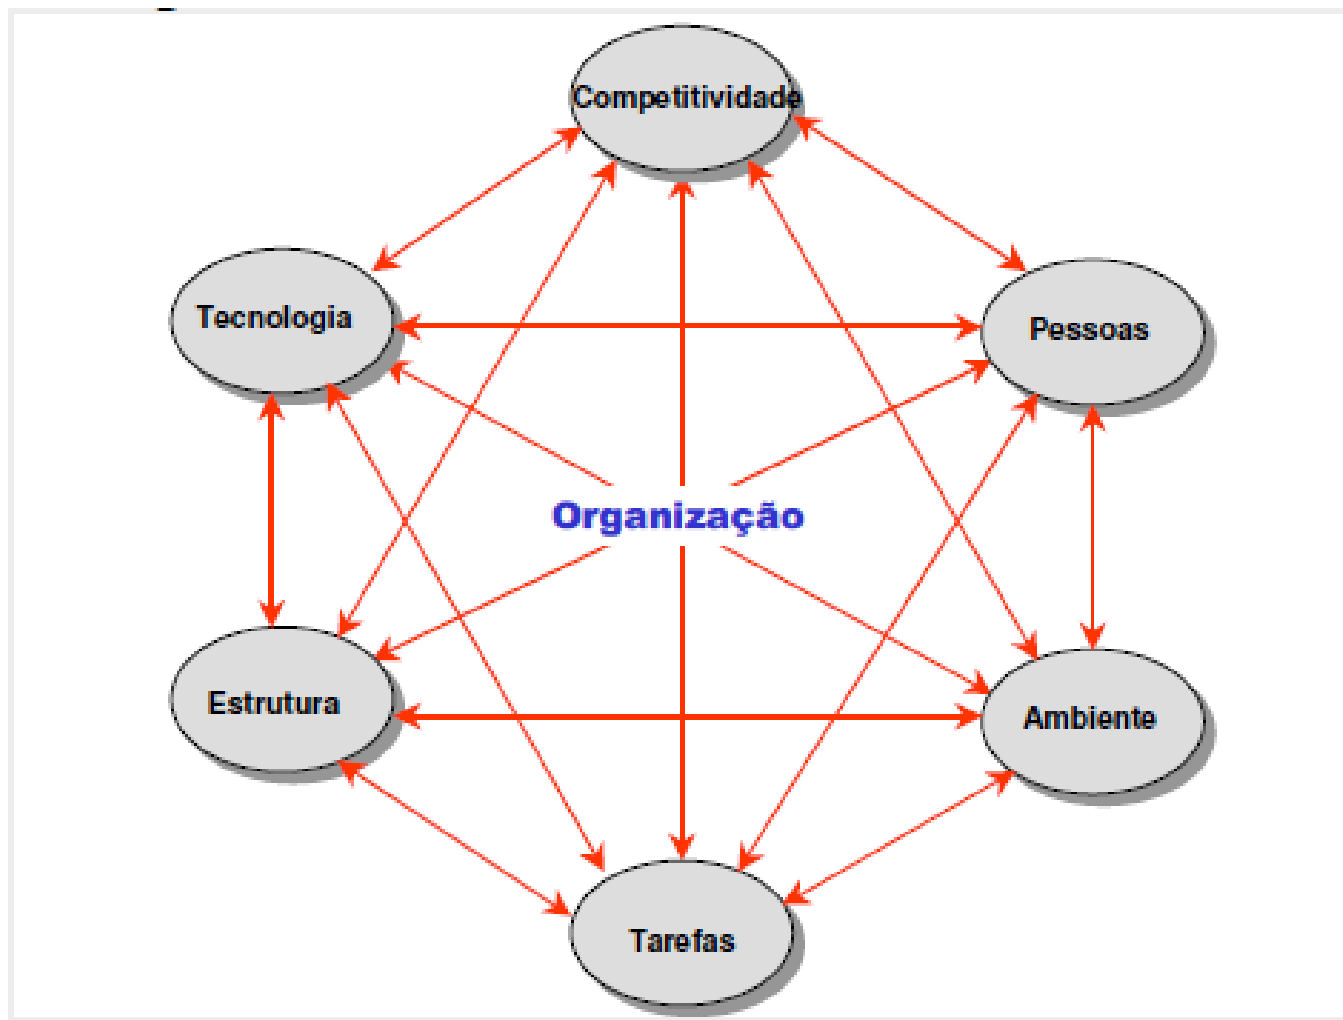 Competitividade
Tecnologia
Pessoas
Organização
Estrutura
Ambiente
Tarefas